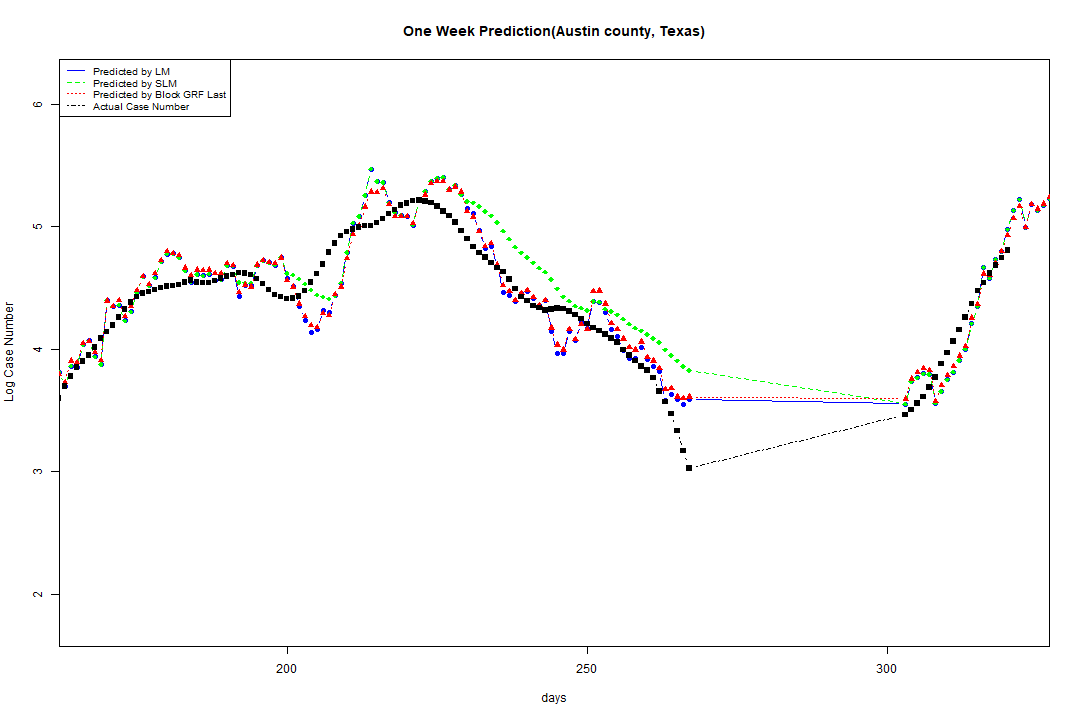 One Week Prediction(Austin county, Texas)
Predicted by LM
Predicted by SLM
Predicted by Block GRF Last
Actual Case Number
6
5
4
3
2
Log Case Number
200
250
300
days